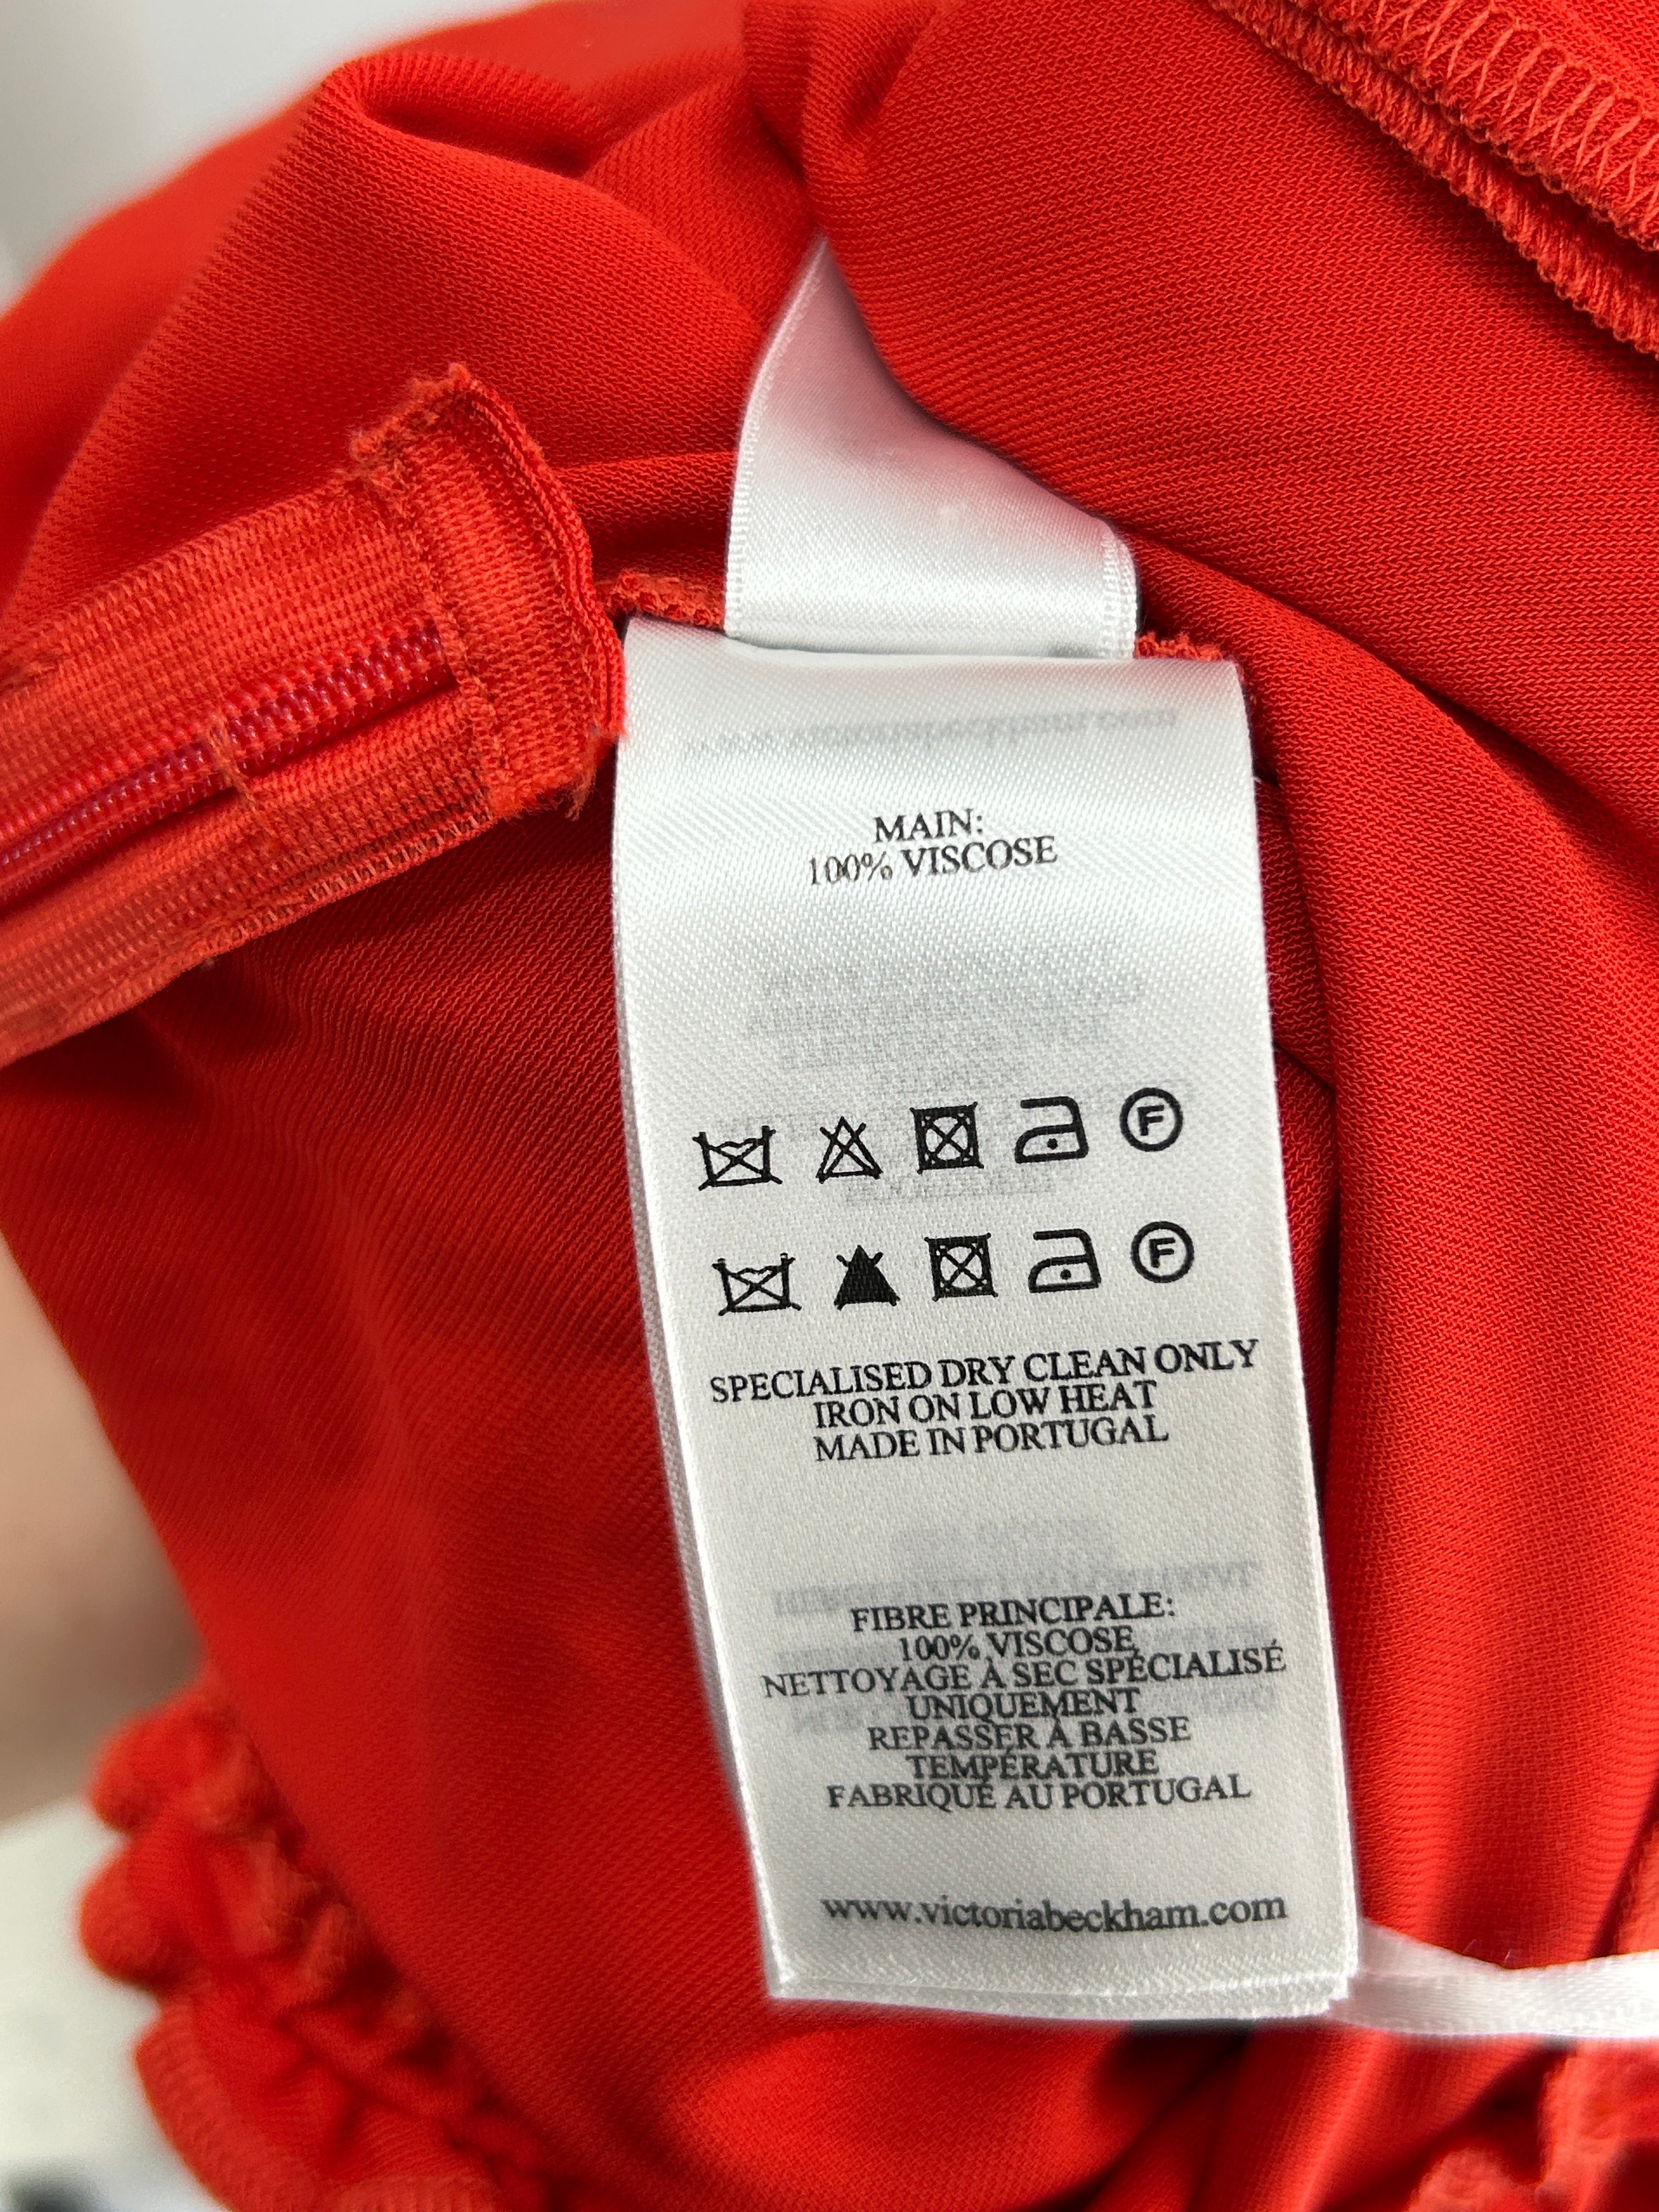 MAIN:
100% VISCOSE
F
F
SPECIALISED DRY CLEAN ONLY
IRON ON LOW HEAT
MADE IN PORTUGAL
FIBRE PRINCIPALE:
100% VISCOSE
NETTOYAGE À SEC SPÉCIALISÉ
UNIQUEMENT
REPASSER À BASSE
TEMPÉRATURE
FABRIQUÉ AU PORTUGAL
www.victoriabeckham.com